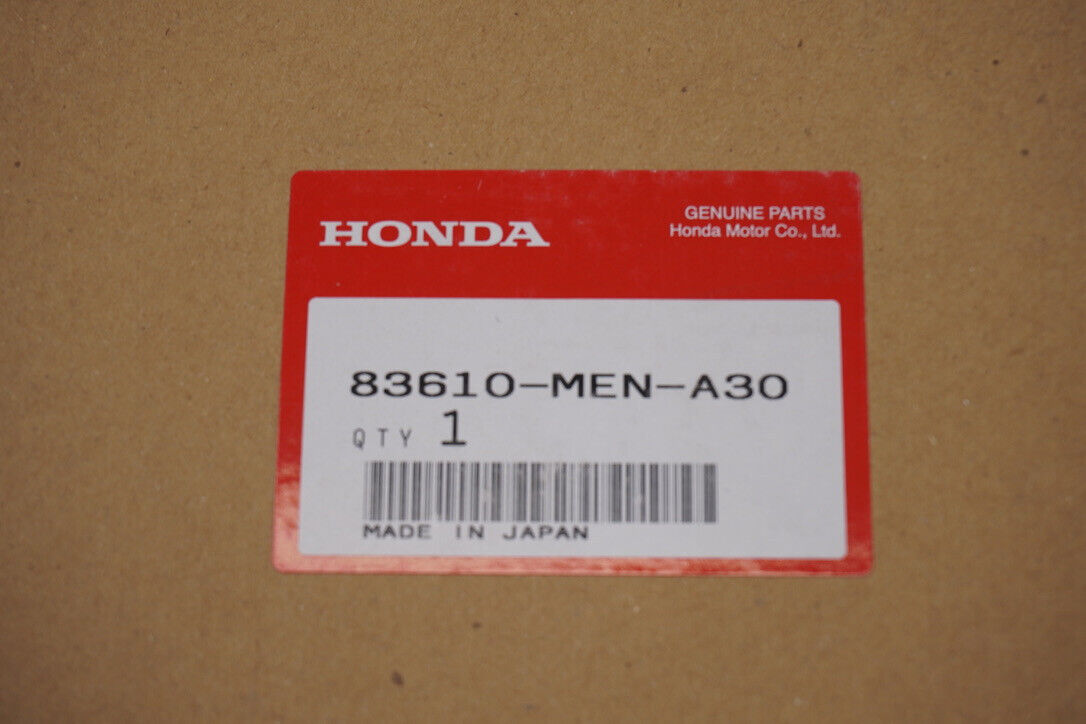 HONDA
GENUINE PARTS
Honda Motor Co., Ltd.
83610-MEN-A30
QTY 1
MADE IN JAPAN